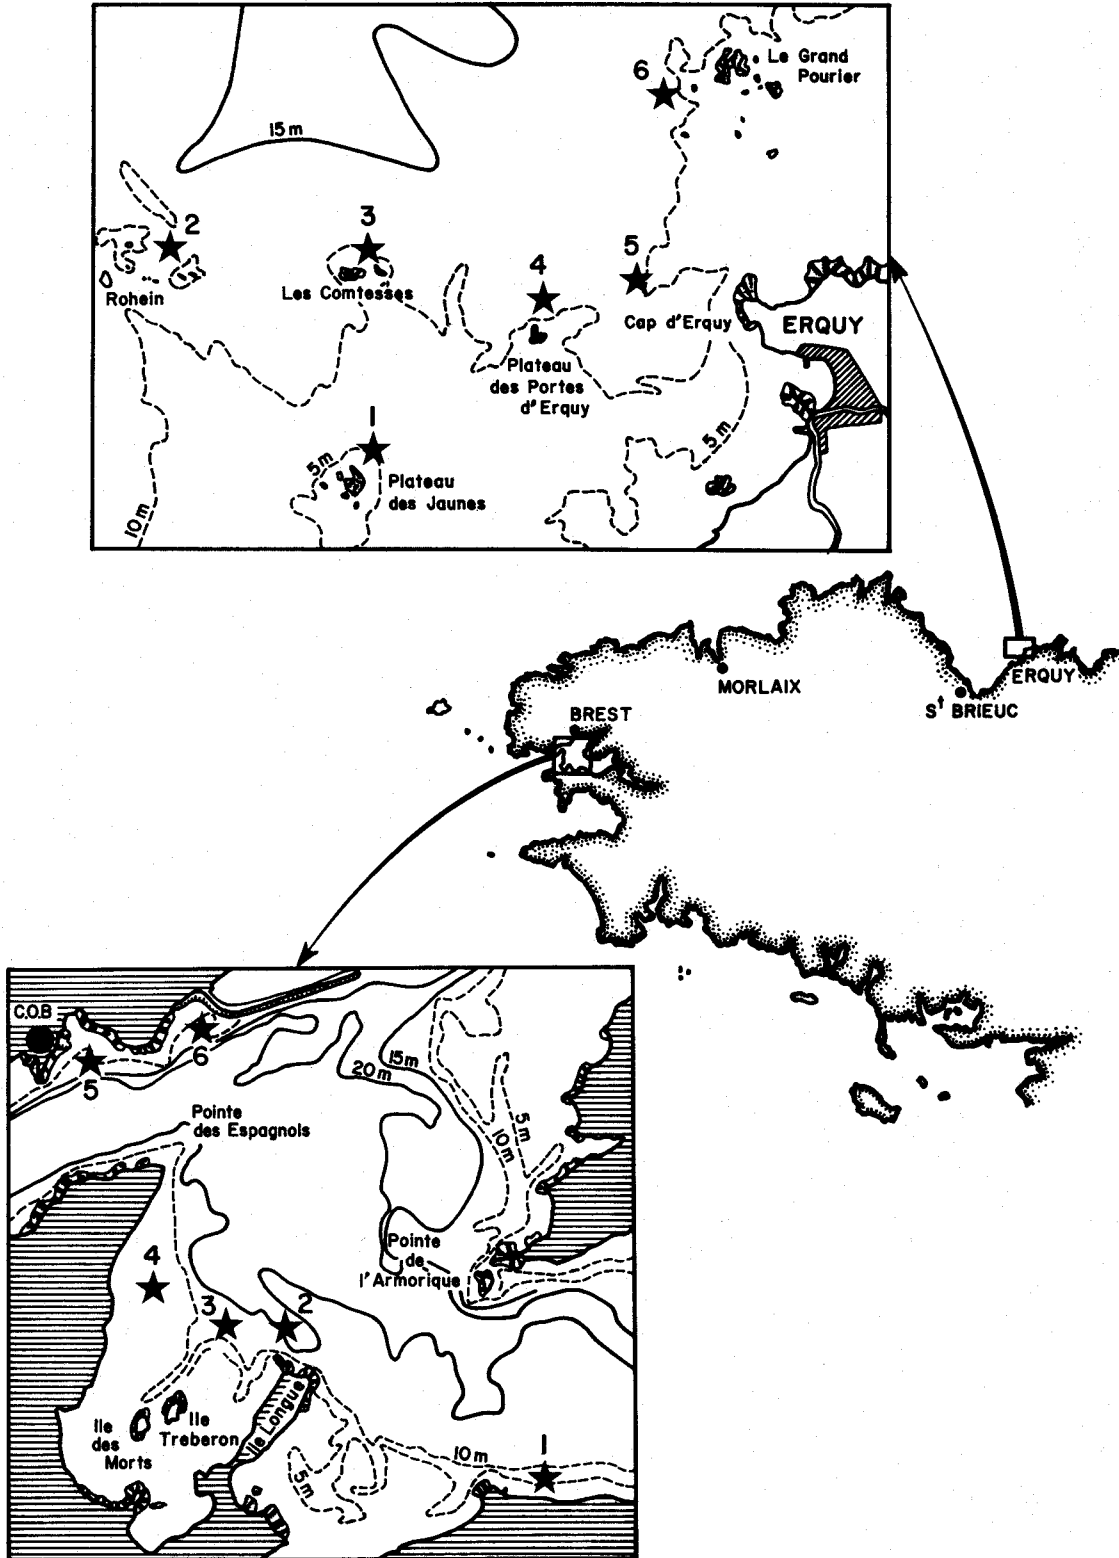 Le Grand
Pourier
6
15 m
2
3
4
5
Rohein
Les Comtesses
Cap d'Erquy
ERQUY
Plateau
des Portes
d'Erquy
1
5 m
5 m
Plateau
des Jaunes
10 m
MORLAIX
ERQUY
St BRIEUC
BREST
C.O.B
5
6
15 m
20 m
5 m
10 m
Pointe
des Espagnols
Pointe
de
l'Armorique
4
3
2
Ile Longue
Ile
Treberon
Ile
des
Morts
5 m
10 m
1